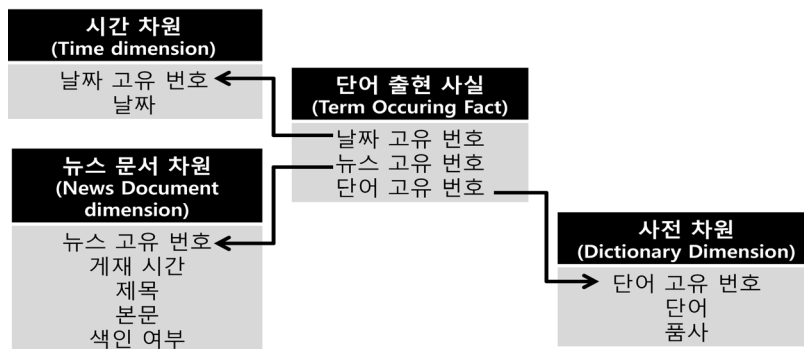 시간 차원
(Time dimension)
날짜 고유 번호
날짜
단어 출현 사실
(Term Occuring Fact)
날짜 고유 번호
뉴스 고유 번호
단어 고유 번호
뉴스 문서 차원
(News Document
dimension)
뉴스 고유 번호
게재 시간
제목
본문
색인 여부
사전 차원
(Dictionary Dimension)
단어 고유 번호
단어
품사